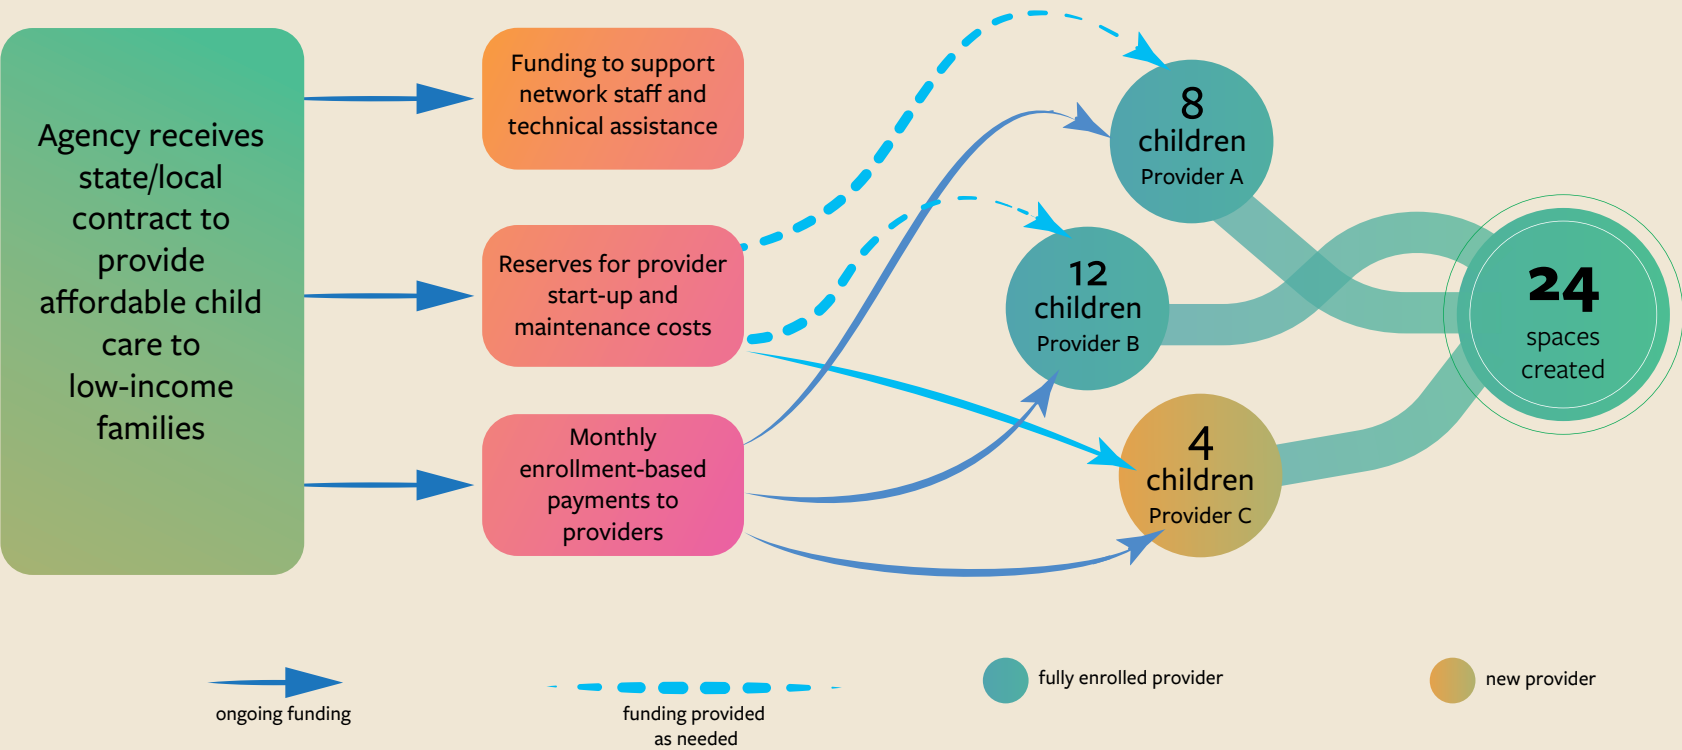 Agency receives
state/local
contract to
provide
affordable child
care to
low-income
families
Funding to support
network staff and
technical assistance
Reserves for provider
start-up and
maintenance costs
Monthly
enrollment-based
payments to
providers
8
children
Provider A
12
children
Provider B
4
children
Provider C
24
spaces
created
ongoing funding
funding provided
as needed
fully enrolled provider
new provider